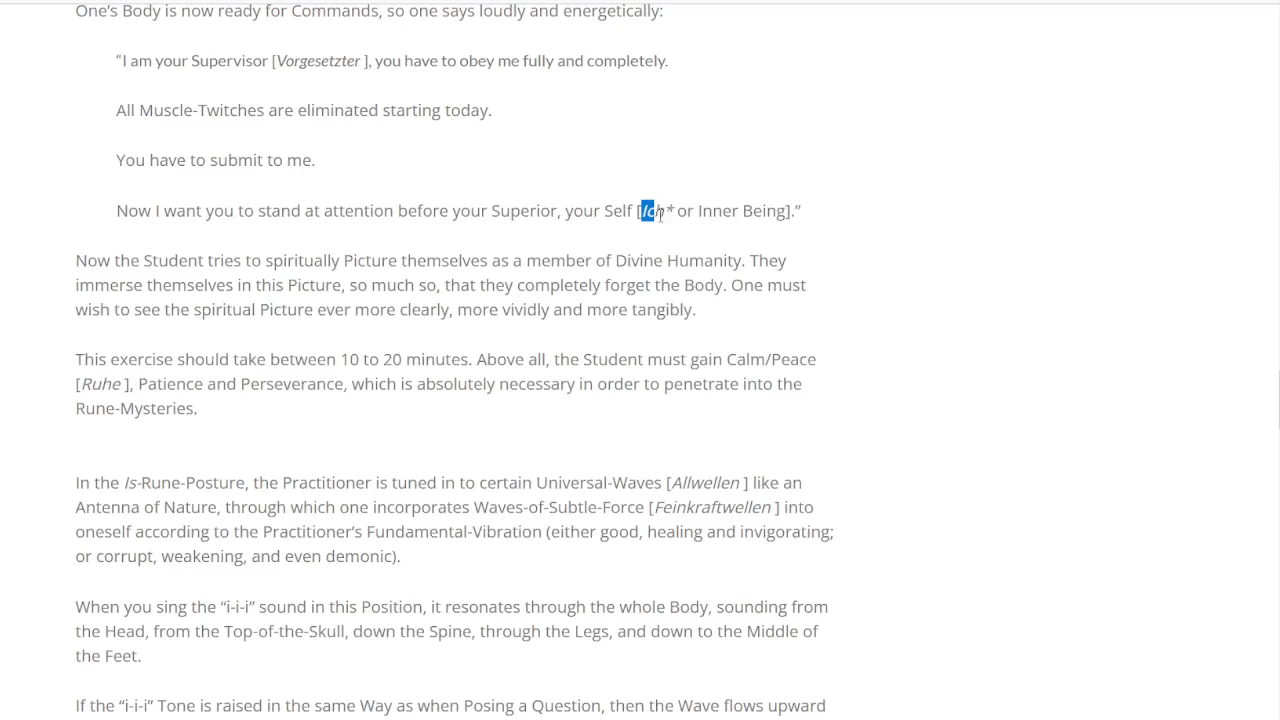 One's Body is now ready for Commands, so one says loudly and energetically:
“I am your Supervisor [Vorgesetzter ], you have to obey me fully and completely.
All Muscle-Twitches are eliminated starting today.
You have to submit to me.
Now I want you to stand at attention before your Superior, your Self [Ich* or Inner Being].”
Now the Student tries to spiritually Picture themselves as a member of Divine Humanity. They
immerse themselves in this Picture, so much so, that they completely forget the Body. One must
wish to see the spiritual Picture ever more clearly, more vividly and more tangibly.
This exercise should take between 10 to 20 minutes. Above all, the Student must gain Calm/Peace
[Ruhe ], Patience and Perseverance, which is absolutely necessary in order to penetrate into the
Rune-Mysteries.
In the Is-Rune-Posture, the Practitioner is tuned in to certain Universal-Waves [Allwellen ] like an
Antenna of Nature, through which one incorporates Waves-of-Subtle-Force [Feinkraftwellen ] into
oneself according to the Practitioner’s Fundamental-Vibration (either good, healing and invigorating;
or corrupt, weakening, and even demonic).
When you sing the “i-i-i” sound in this Position, it resonates through the whole Body, sounding from
the Head, from the Top-of-the-Skull, down the Spine, through the Legs, and down to the Middle of
the Feet.
If the “i-i-i” Tone is raised in the same Way as when Posing a Question, then the Wave flows upward